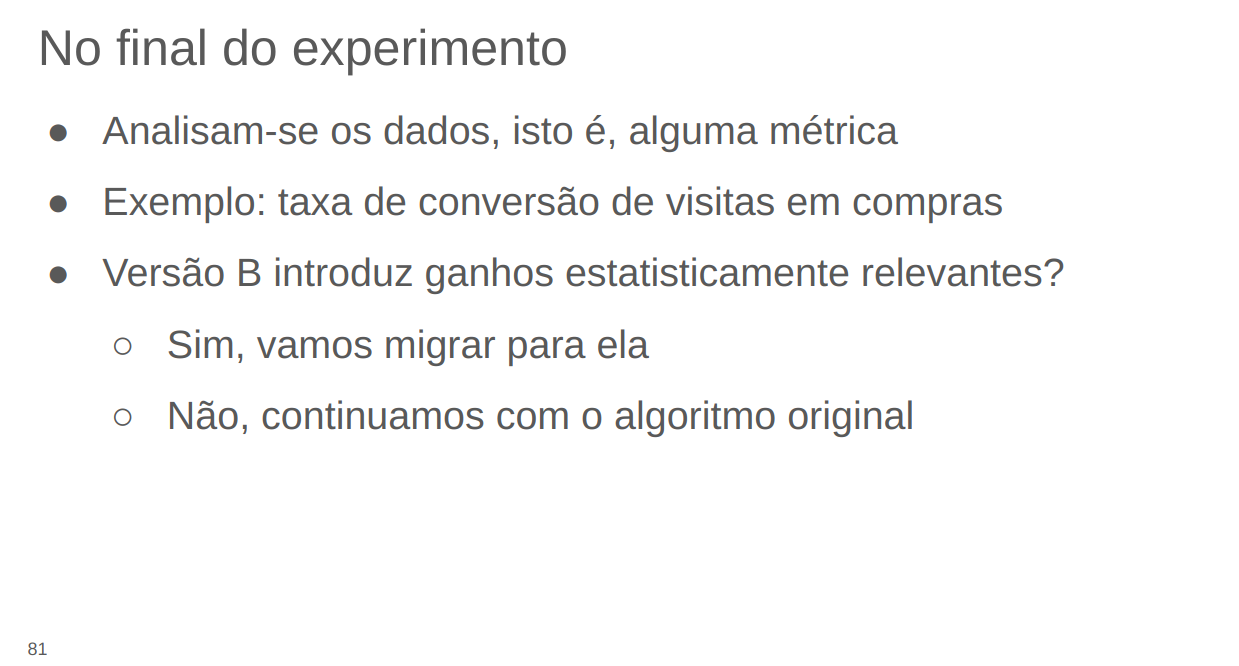 No final do experimento
● Analisam-se os dados, isto é, alguma métrica
● Exemplo: taxa de conversão de visitas em compras
● Versão B introduz ganhos estatisticamente relevantes?
○ Sim, vamos migrar para ela
○ Não, continuamos com o algoritmo original
81